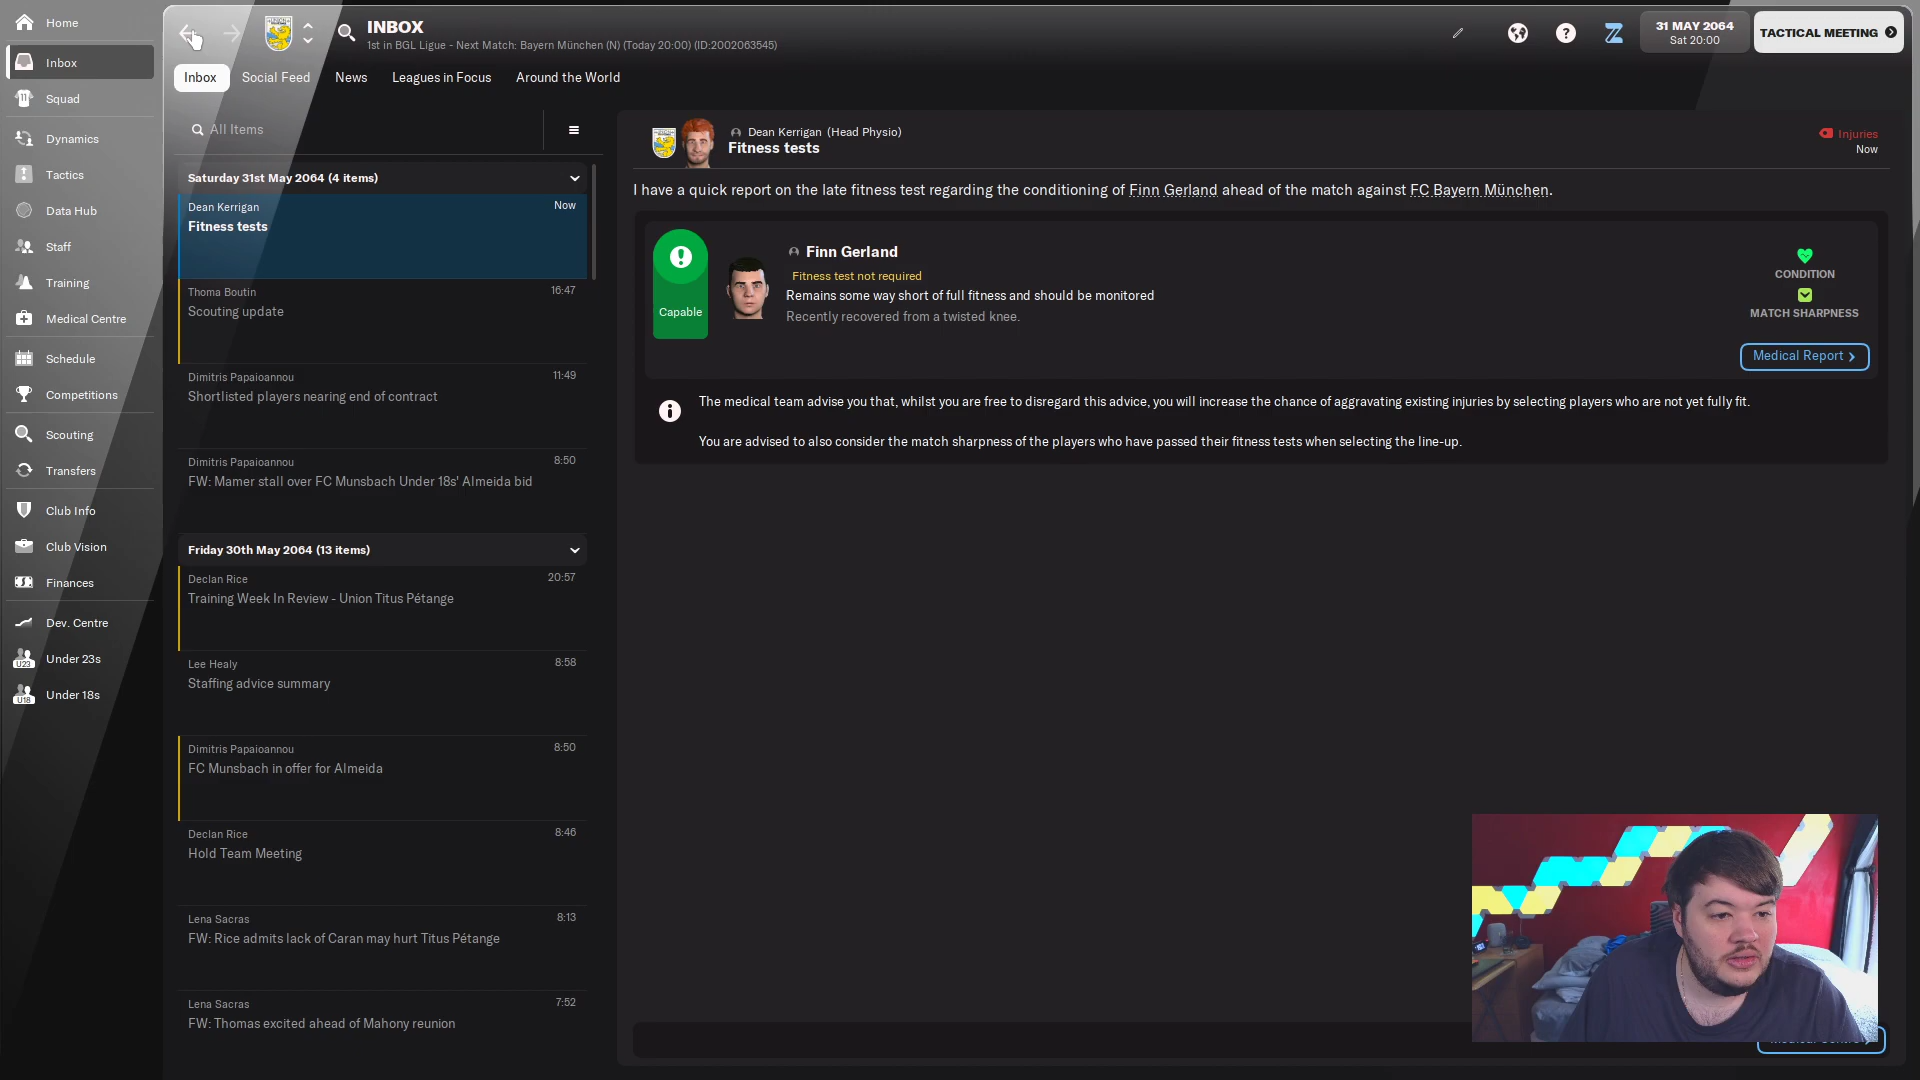 Home
Inbox
Squad
Dynamics
Tactics
Data Hub
Staff
Training
Medical Centre
Schedule
Competitions
Scouting
Transfers
Club Info
Club Vision
Finances
Dev. Centre
U23 Under 23s
U18 Under 18s
INBOX
1st in BGL Ligue - Next Match: Bayern München (N) (Today 20:00) (ID:2002063545)
31 MAY 2064
Sat 20:00
TACTICAL MEETING
Inbox Social Feed News Leagues in Focus Around the World
All Items
Saturday 31st May 2064 (4 items)
Dean Kerrigan Now
Fitness tests
Thoma Boutin 16:47
Scouting update
Dimitris Papaioannou 11:49
Shortlisted players nearing end of contract
Dimitris Papaioannou 8:50
FW: Mamer stall over FC Munsbach Under 18s' Almeida bid
Friday 30th May 2064 (13 items)
Declan Rice 20:57
Training Week In Review - Union Titus Pétange
Lee Healy 8:58
Staffing advice summary
Dimitris Papaioannou 8:50
FC Munsbach in offer for Almeida
Declan Rice 8:46
Hold Team Meeting
Lena Sacras 8:13
FW: Rice admits lack of Caran may hurt Titus Pétange
Lena Sacras 7:52
FW: Thomas excited ahead of Mahony reunion
Dean Kerrigan (Head Physio)
Fitness tests
Injuries
Now
I have a quick report on the late fitness test regarding the conditioning of Finn Gerland ahead of the match against FC Bayern München.
Capable
Finn Gerland
Fitness test not required
Remains some way short of full fitness and should be monitored
Recently recovered from a twisted knee.
CONDITION
MATCH SHARPNESS
Medical Report
The medical team advise you that, whilst you are free to disregard this advice, you will increase the chance of aggravating existing injuries by selecting players who are not yet fully fit.
You are advised to also consider the match sharpness of the players who have passed their fitness tests when selecting the line-up.